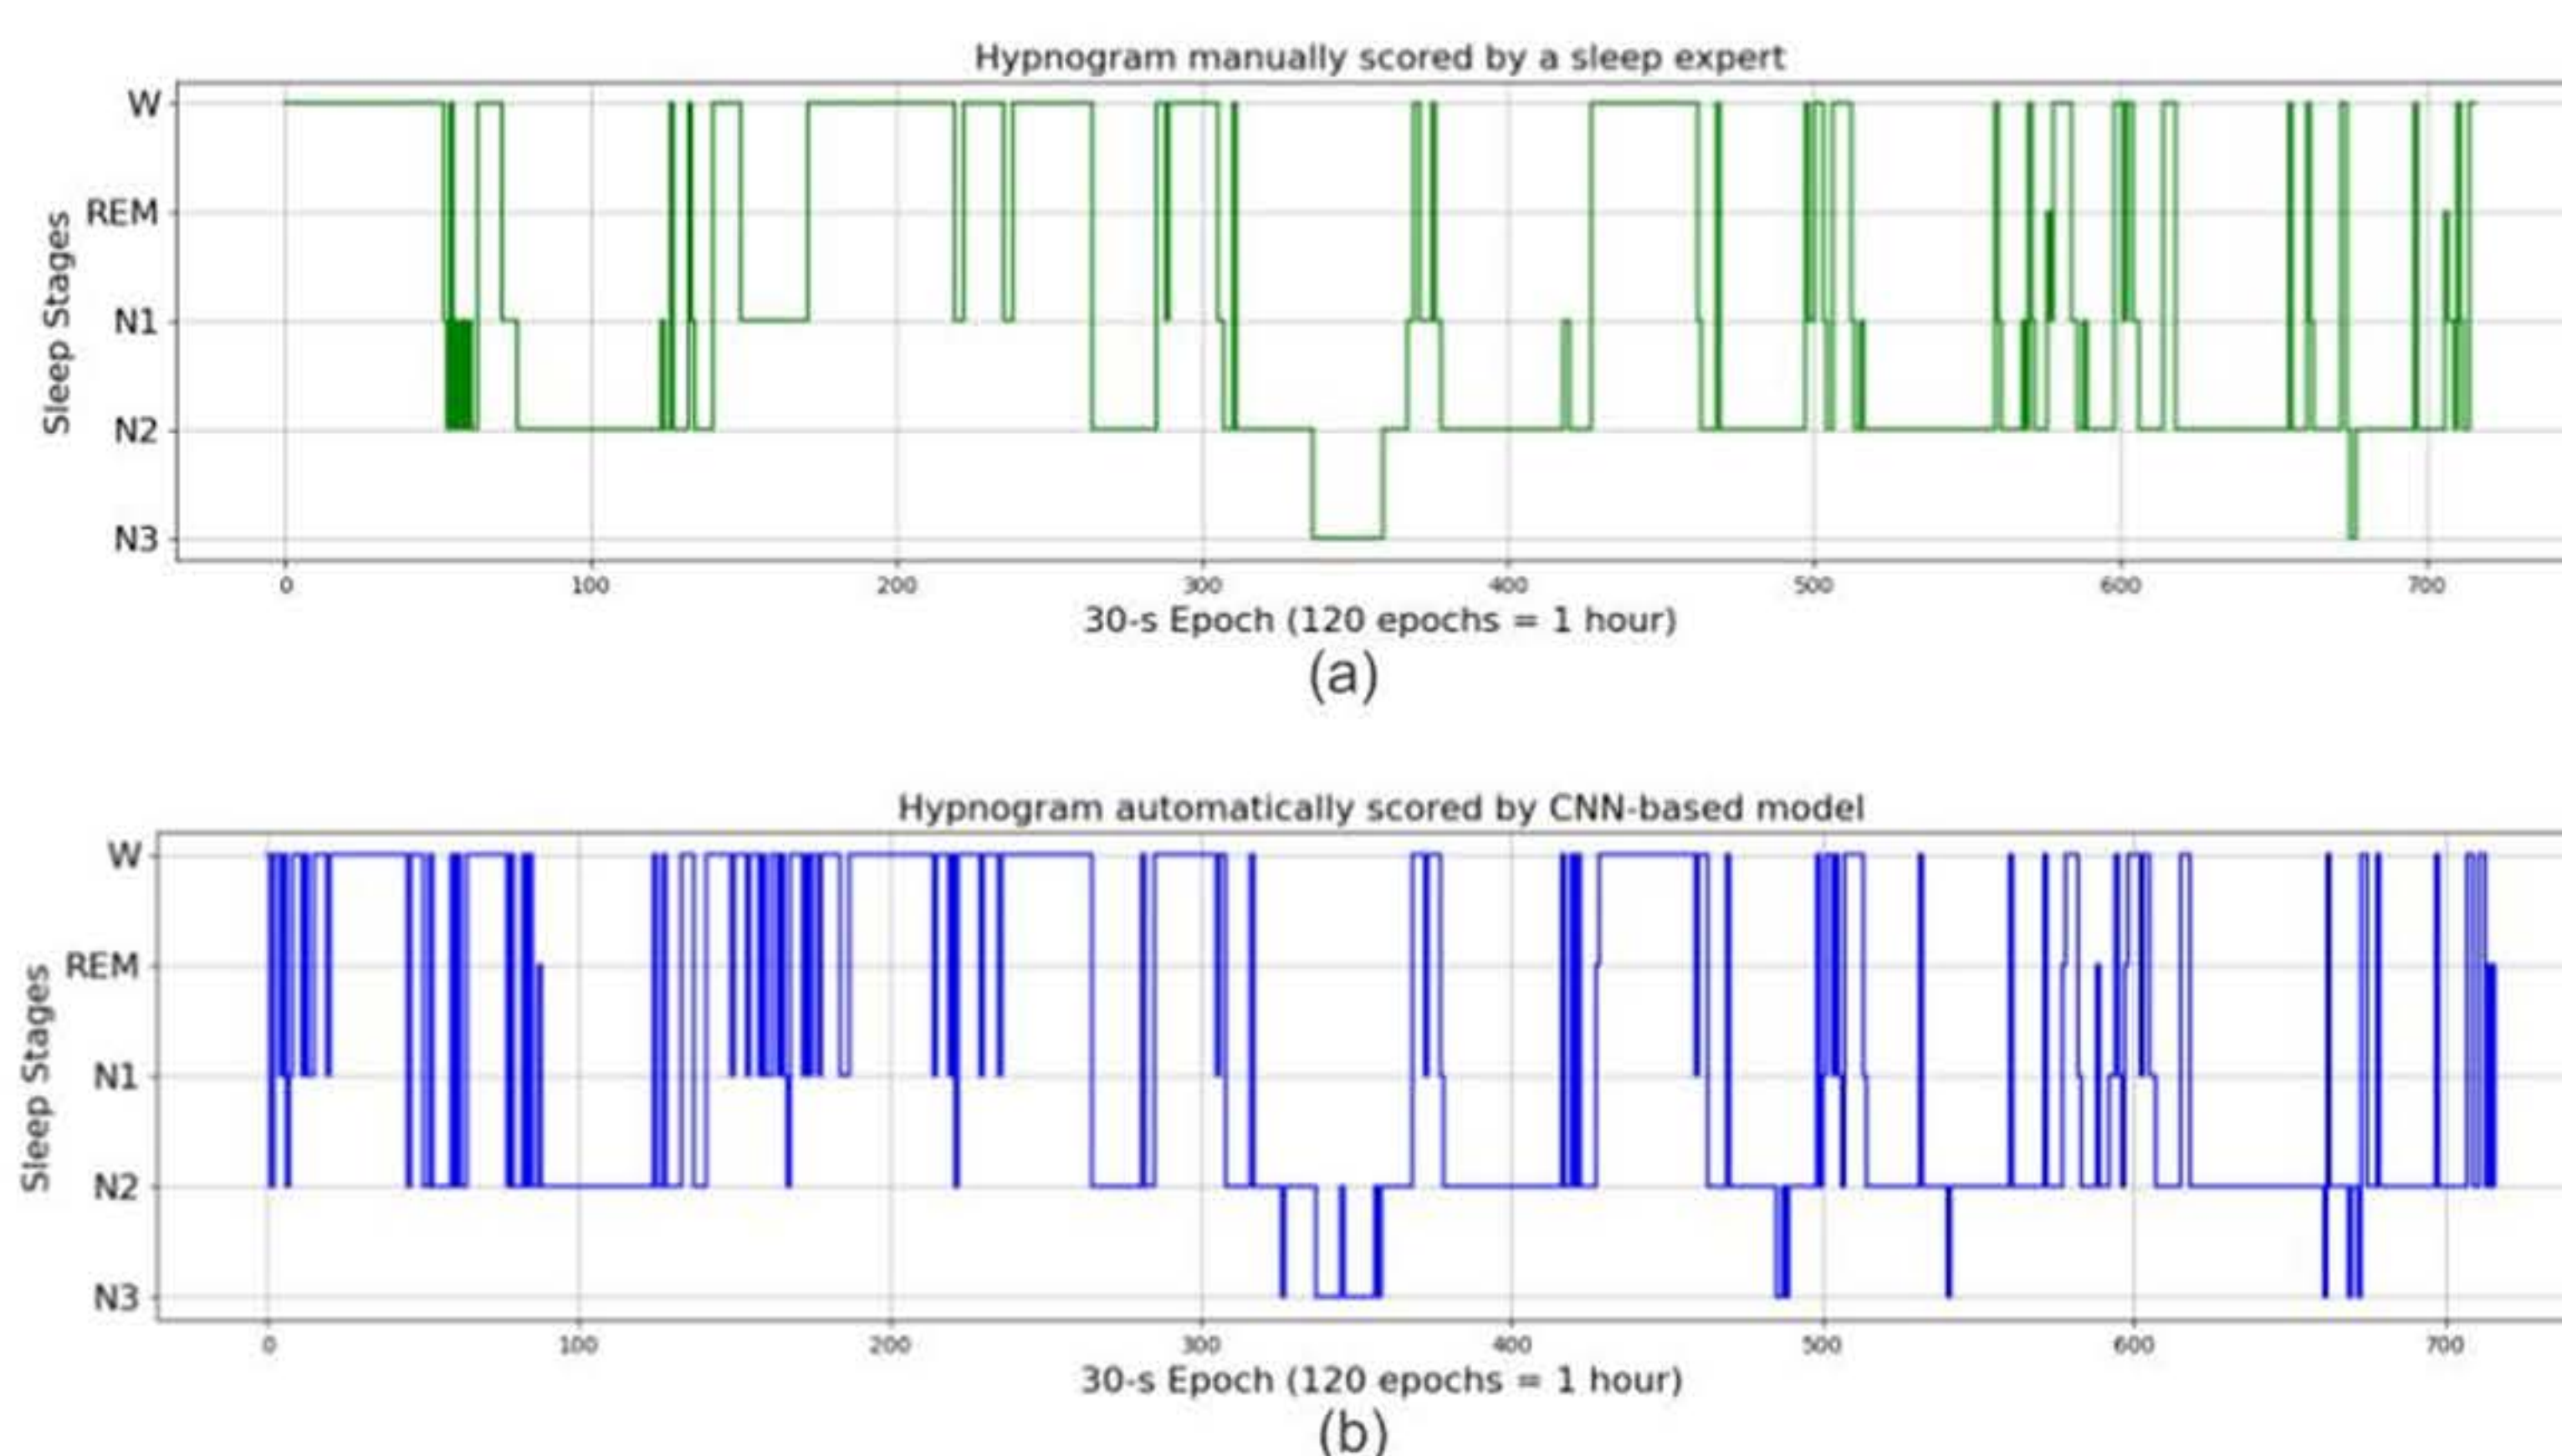 Hypnogram manually scored by a sleep expert
Sleep Stages
W
REM
N1
N2
N3
0 100 200 300 400 500 600 700
30-s Epoch (120 epochs = 1 hour)
(a)
Hypnogram automatically scored by CNN-based model
Sleep Stages
W
REM
N1
N2
N3
0 100 200 300 400 500 600 700
30-s Epoch (120 epochs = 1 hour)
(b)